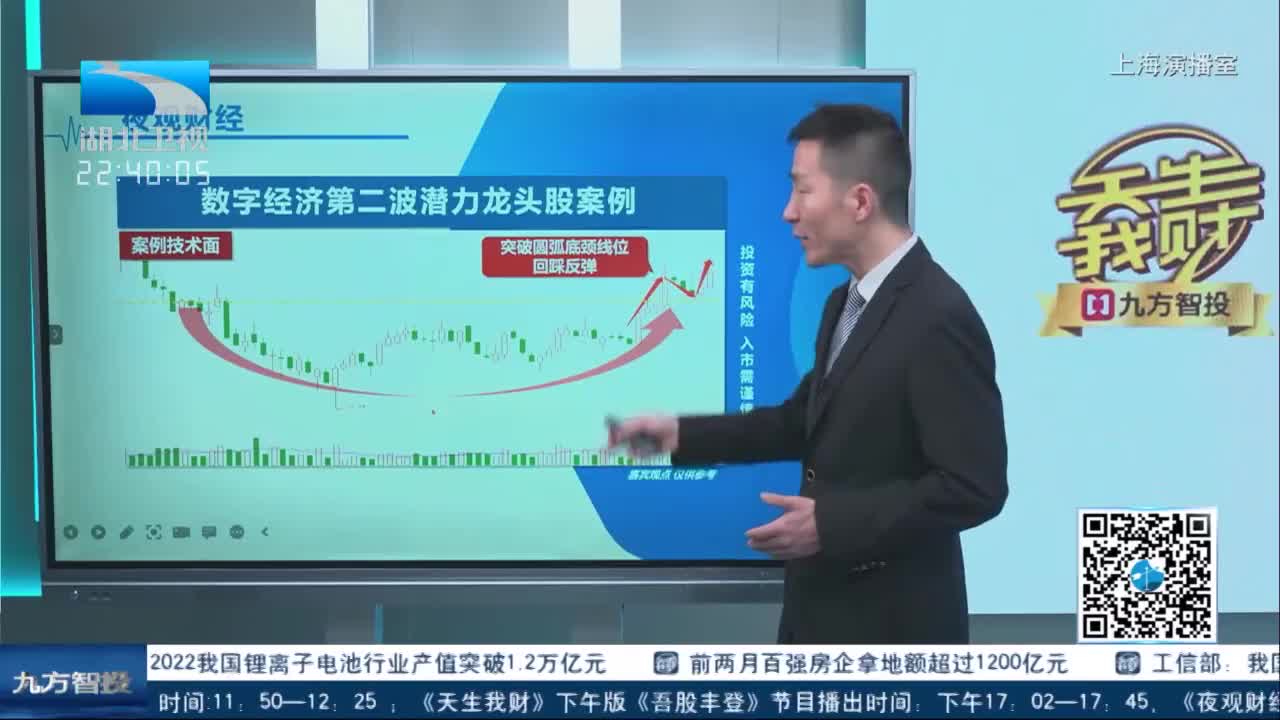 上海演播室
夜观财经
湖北卫视
22:40:05
数字经济第二波潜力龙头股案例
案例技术面
突破圆弧底颈线位
回踩反弹
投资有风险 入市需谨慎
嘉宾观点 仅供参考
天生我财
九方智投
九方智投
2022我国锂离子电池行业产值突破1.2万亿元
前两月百强房企拿地额超过1200亿元
工信部：我国
时间:11：50—12：25 ；《天生我财》下午版《吾股丰登》节目播出时间：下午17：02—17：45，《夜观财经